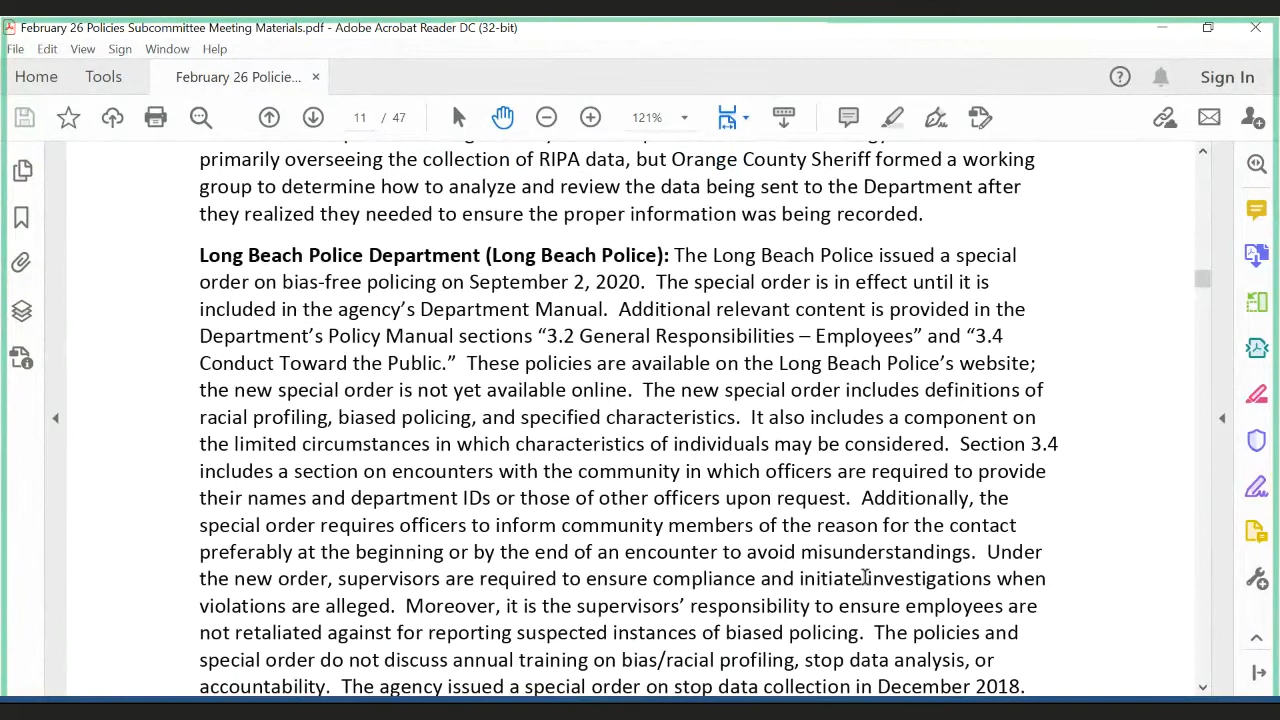 February 26 Policies Subcommittee Meeting Materials.pdf - Adobe Acrobat Reader DC (32-bit)
File Edit View Sign Window Help
Home Tools February 26 Policie... × Sign In
11 / 47 121%
primarily overseeing the collection of RIPA data, but Orange County Sheriff formed a working
group to determine how to analyze and review the data being sent to the Department after
they realized they needed to ensure the proper information was being recorded.
Long Beach Police Department (Long Beach Police): The Long Beach Police issued a special
order on bias-free policing on September 2, 2020. The special order is in effect until it is
included in the agency’s Department Manual. Additional relevant content is provided in the
Department’s Policy Manual sections “3.2 General Responsibilities – Employees” and “3.4
Conduct Toward the Public.” These policies are available on the Long Beach Police’s website;
the new special order is not yet available online. The new special order includes definitions of
racial profiling, biased policing, and specified characteristics. It also includes a component on
the limited circumstances in which characteristics of individuals may be considered. Section 3.4
includes a section on encounters with the community in which officers are required to provide
their names and department IDs or those of other officers upon request. Additionally, the
special order requires officers to inform community members of the reason for the contact
preferably at the beginning or by the end of an encounter to avoid misunderstandings. Under
the new order, supervisors are required to ensure compliance and initiate investigations when
violations are alleged. Moreover, it is the supervisors’ responsibility to ensure employees are
not retaliated against for reporting suspected instances of biased policing. The policies and
special order do not discuss annual training on bias/racial profiling, stop data analysis, or
accountability. The agency issued a special order on stop data collection in December 2018.